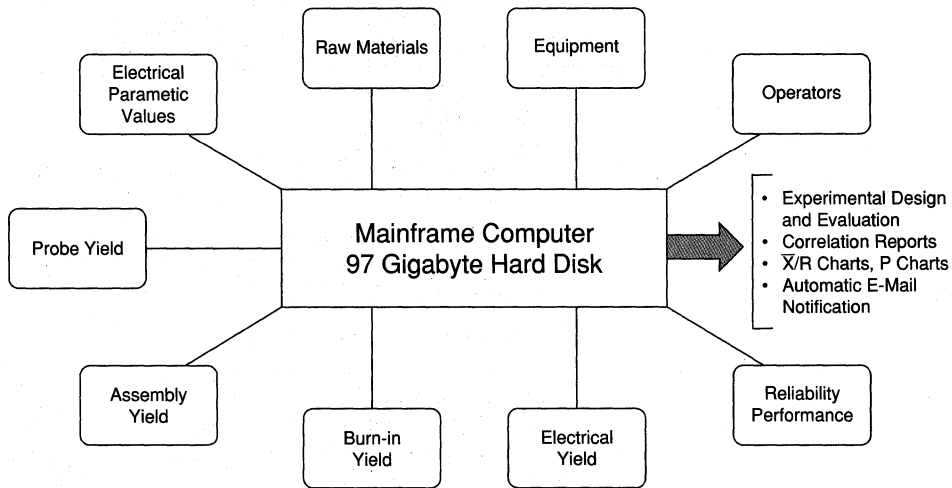 Raw Materials
Equipment
Electrical
Parametic
Values
Operators
Mainframe Computer
97 Gigabyte Hard Disk
• Experimental Design
and Evaluation
• Correlation Reports
• X̅/R Charts, P Charts
• Automatic E-Mail
Notification
Probe Yield
Assembly
Yield
Burn-in
Yield
Electrical
Yield
Reliability
Performance